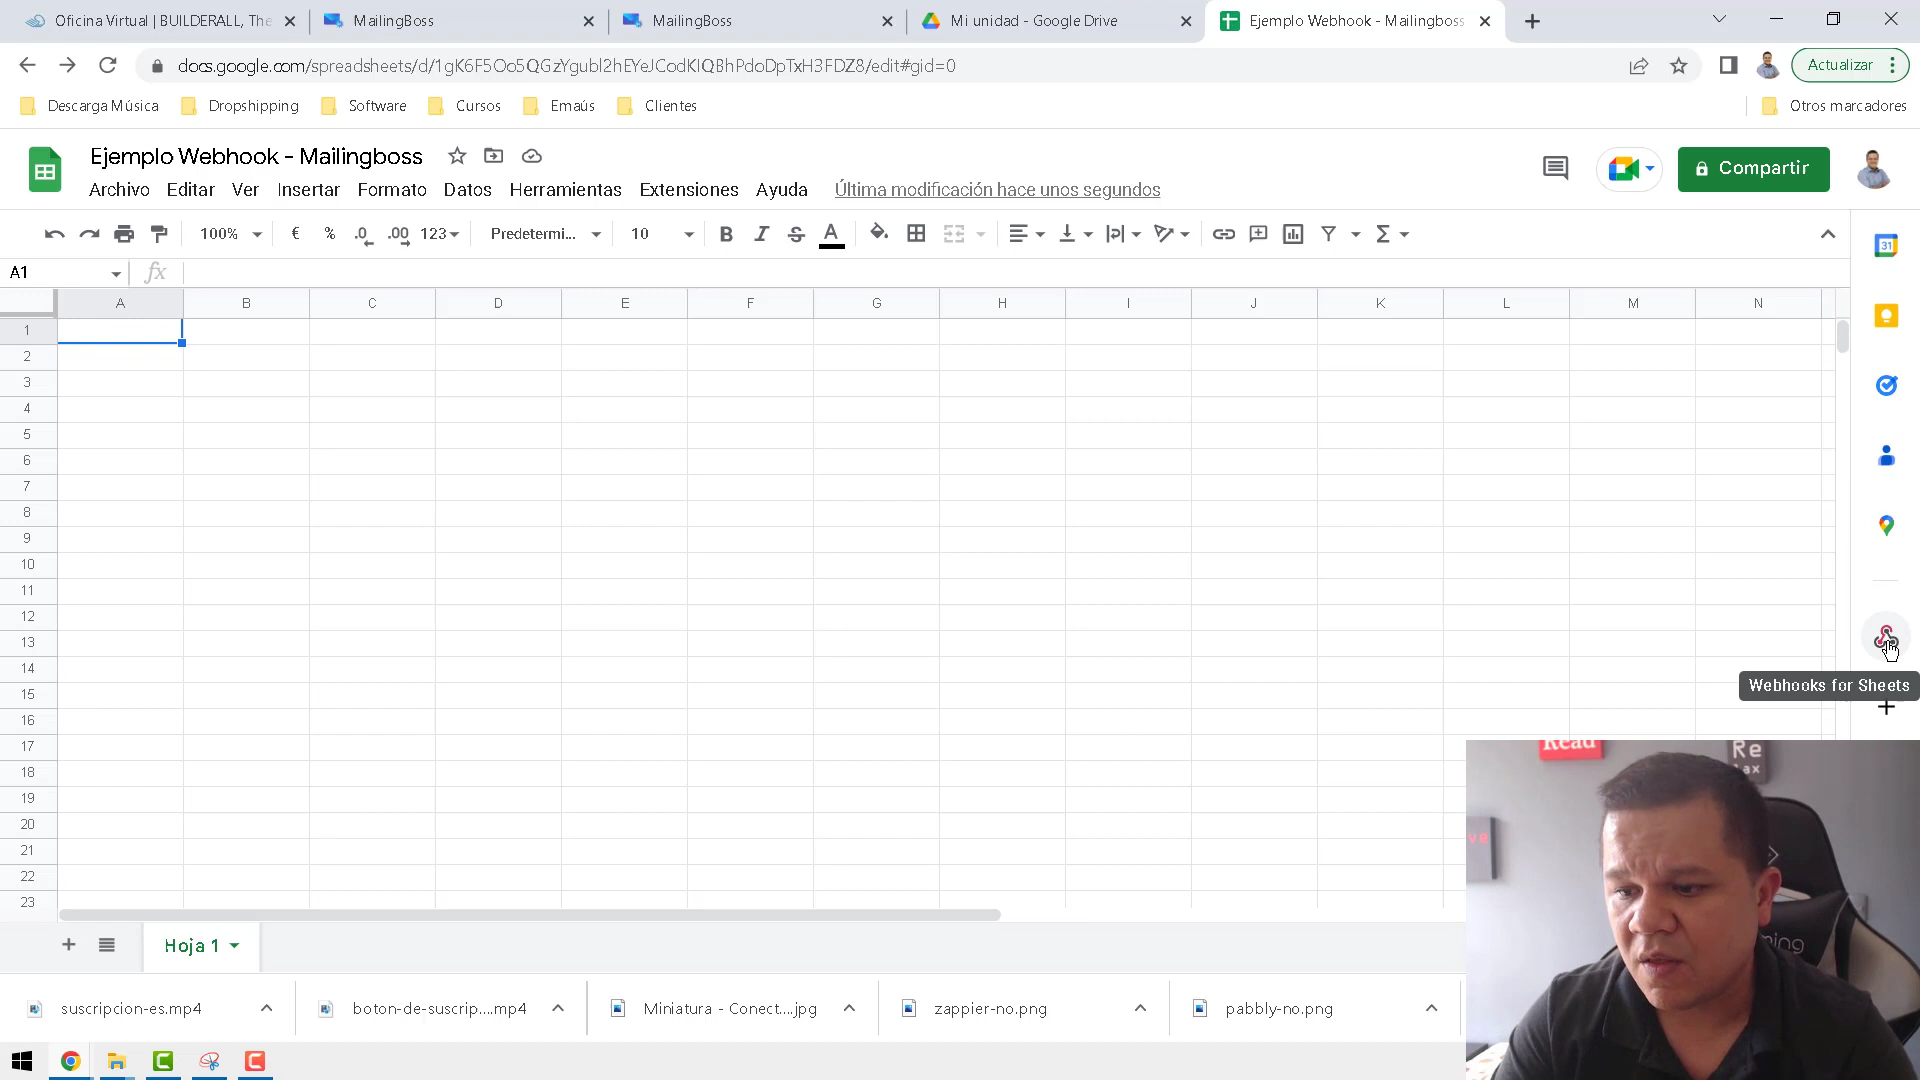 Oficina Virtual | BUILDERALL, The
MailingBoss
MailingBoss
Mi unidad - Google Drive
Ejemplo Webhook - Mailingboss
docs.google.com/spreadsheets/d/1gK6F5Oo5QGzYgubl2hEYeJCodKIQBhPdoDpTxH3FDZ8/edit#gid=0
Actualizar
Descarga Música
Dropshipping
Software
Cursos
Emaús
Clientes
Otros marcadores
Ejemplo Webhook - Mailingboss
Compartir
Archivo Editar Ver Insertar Formato Datos Herramientas Extensiones Ayuda Última modificación hace unos segundos
100% € % .0 .00 123 Predetermi... 10 B I S A
31
A1 fx
A B C D E F G H I J K L M N
1
2
3
4
5
6
7
8
9
10
11
12
13
14
15
Webhooks for Sheets
16
17
18
19
20
21
22
23
Read
Re
lax
ing
Hoja 1
suscripcion-es.mp4
boton-de-suscrip....mp4
Miniatura - Conect....jpg
zappier-no.png
pabbly-no.png